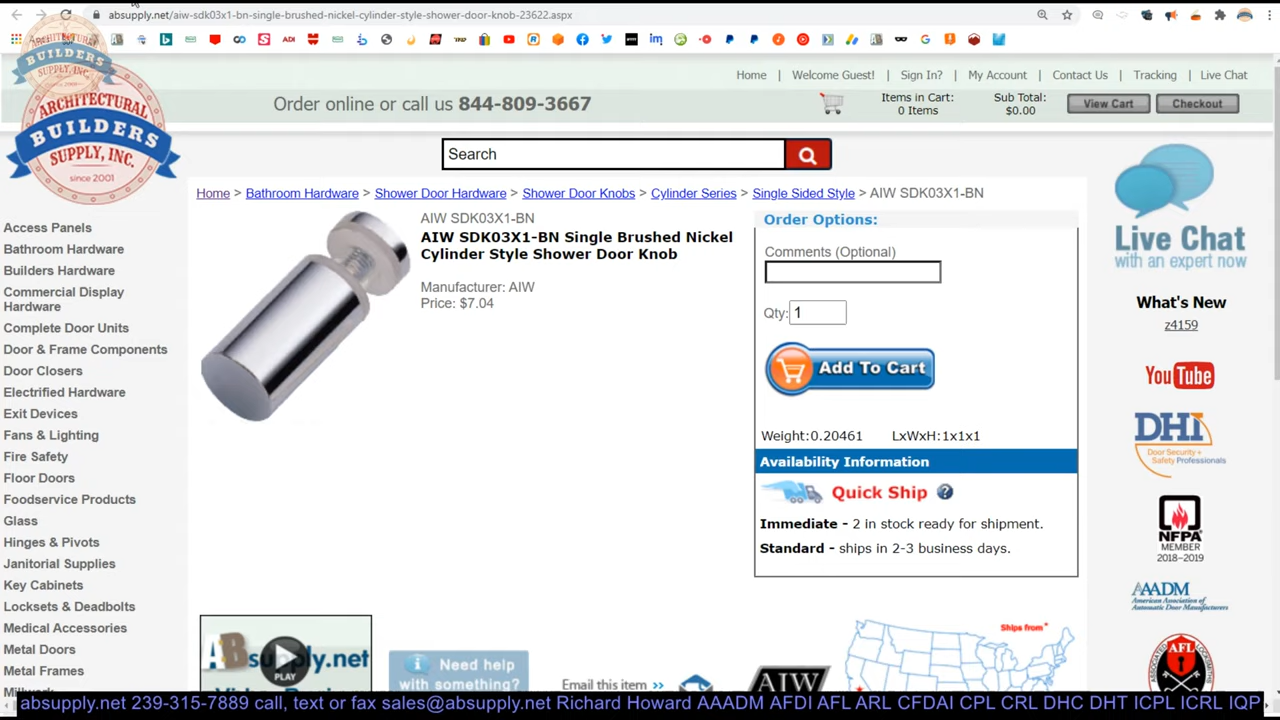 absupply.net/aiw-sdk03x1-bn-single-brushed-nickel-cylinder-style-shower-door-knob-23622.aspx
ARCHITECTURAL
BUILDERS
SUPPLY, INC.
since 2001
Home | Welcome Guest! | Sign In? | My Account | Contact Us | Tracking | Live Chat
Order online or call us 844-809-3667
Items in Cart:
0 Items
Sub Total:
$0.00
View Cart
Checkout
Search
Home > Bathroom Hardware > Shower Door Hardware > Shower Door Knobs > Cylinder Series > Single Sided Style > AIW SDK03X1-BN
Access Panels
Bathroom Hardware
Builders Hardware
Commercial Display
Hardware
Complete Door Units
Door & Frame Components
Door Closers
Electrified Hardware
Exit Devices
Fans & Lighting
Fire Safety
Floor Doors
Foodservice Products
Glass
Hinges & Pivots
Janitorial Supplies
Key Cabinets
Locksets & Deadbolts
Medical Accessories
Metal Doors
Metal Frames
AIW SDK03X1-BN
AIW SDK03X1-BN Single Brushed Nickel
Cylinder Style Shower Door Knob
Manufacturer: AIW
Price: $7.04
Order Options:
Comments (Optional)
Qty: 1
Add To Cart
Weight:0.20461 LxWxH:1x1x1
Availability Information
Quick Ship ?
Immediate - 2 in stock ready for shipment.
Standard - ships in 2-3 business days.
Live Chat
with an expert now
What's New
z4159
YouTube
DHI
Door Security +
Safety Professionals
NFPA
MEMBER
2018-2019
AAADM
American Association of
Automatic Door Manufacturers
AFL
ABsupply.net
PLAY
i Need help
with something?
Email this item >>
AIW
Ships from *
absupply.net 239-315-7889 call, text or fax sales@absupply.net Richard Howard AAADM AFDI AFL ARL CFDAI CPL CRL DHC DHT ICPL ICRL IQP